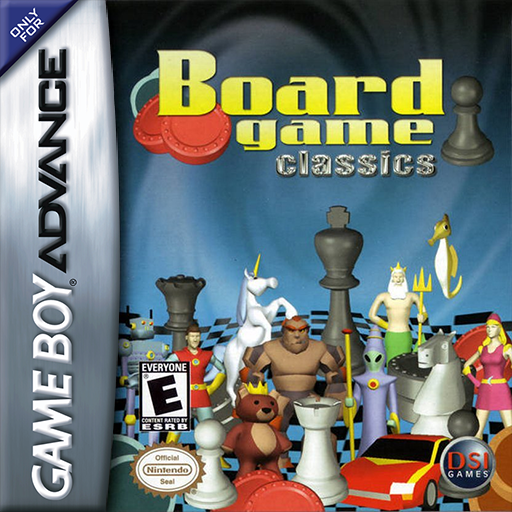 ONLY
FOR
GAME BOY ADVANCE
Board
game
classics
EVERYONE
E
CONTENT RATED BY
ESRB
Official
Nintendo
Seal
DSI
GAMES